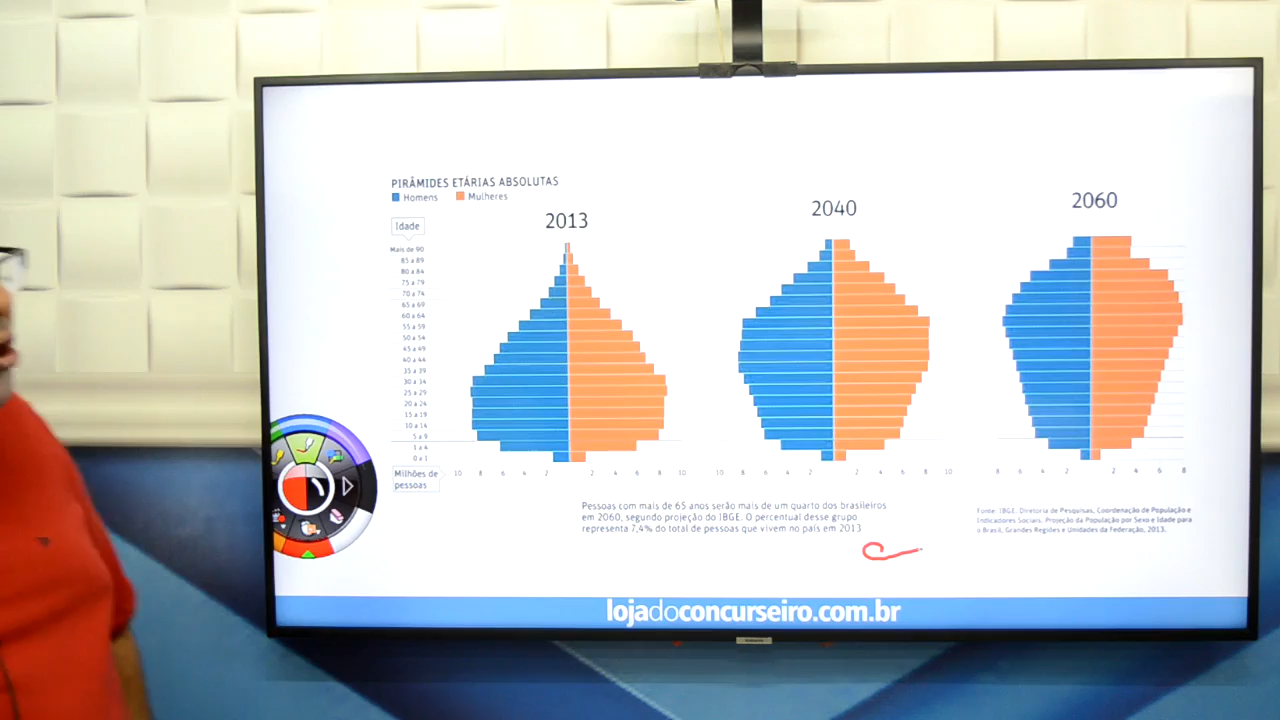 PIRÂMIDES ETÁRIAS ABSOLUTAS
Homens Mulheres
2013
2040
2060
Idade
Mais de 90
85 a 89
80 a 84
75 a 79
70 a 74
65 a 69
60 a 64
55 a 59
50 a 54
45 a 49
40 a 44
35 a 39
30 a 34
25 a 29
20 a 24
15 a 19
10 a 14
5 a 9
1 a 4
0 a 1
Milhões de
pessoas
10 8 6 4 2 2 4 6 8 10
10 8 6 4 2 2 4 6 8 10
8 6 4 2 2 4 6 8
Pessoas com mais de 65 anos serão mais de um quarto dos brasileiros
em 2060, segundo projeção do IBGE. O percentual desse grupo
representa 7,4% do total de pessoas que vivem no país em 2013
Fonte: IBGE. Diretoria de Pesquisas, Coordenação de População e
Indicadores Sociais. Projeção da População por Sexo e Idade para
o Brasil, Grandes Regiões e Unidades da Federação, 2013.
lojadoconcurseiro.com.br